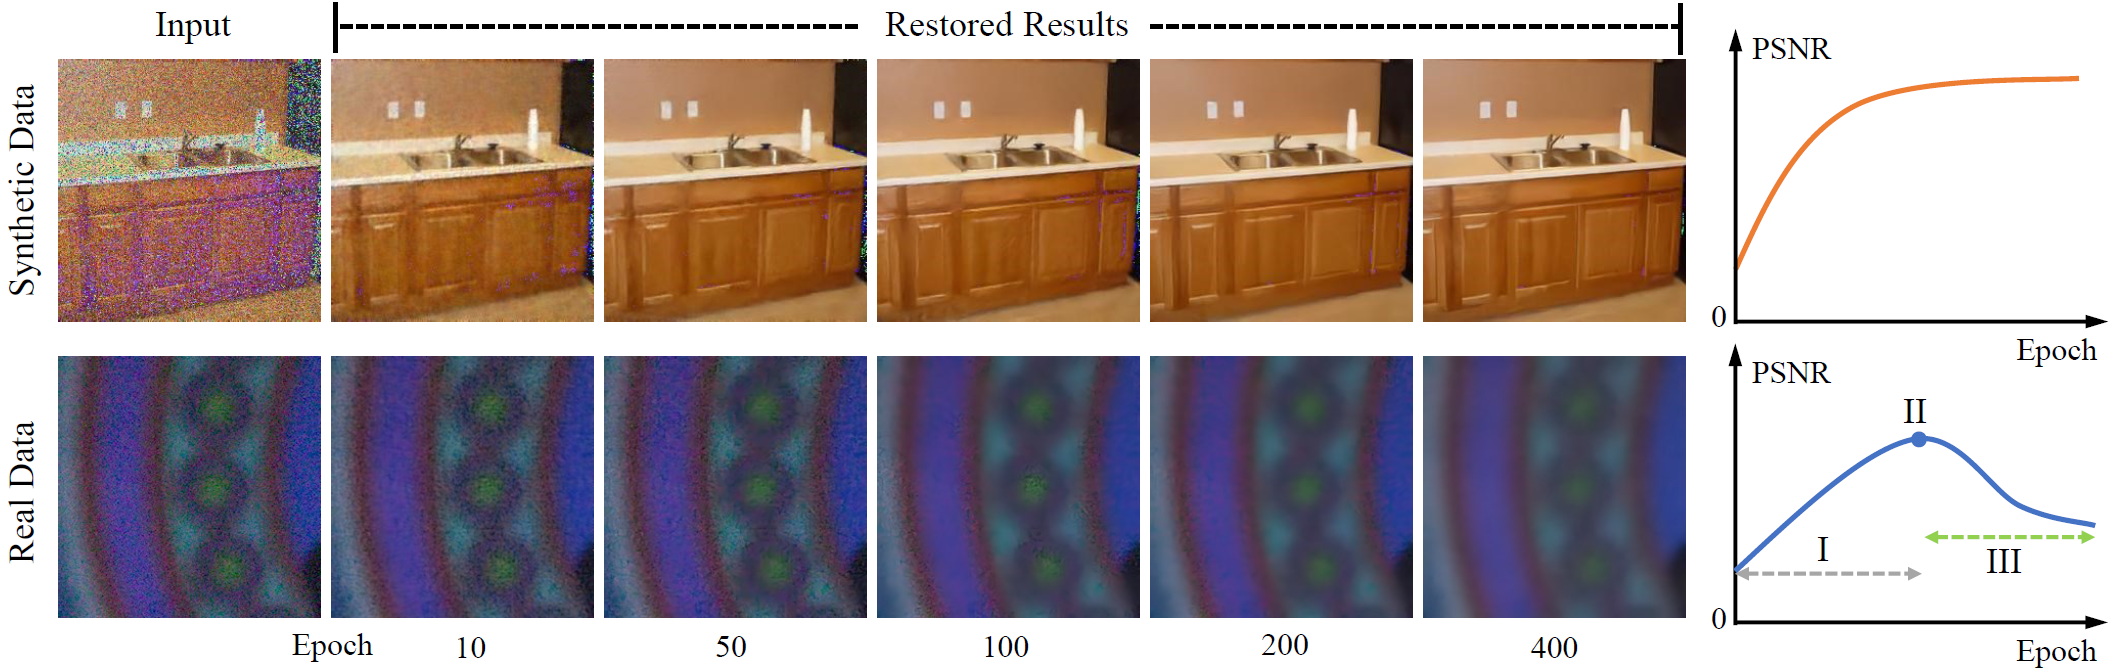 Input
Restored Results
Synthetic Data
PSNR
0
Epoch
Real Data
PSNR
II
I
III
0
Epoch
Epoch 10 50 100 200 400